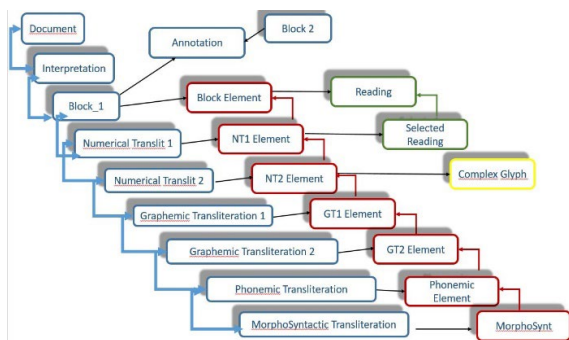 Document
Annotation
Block 2
Interpretation
Block_1
Block Element
Reading
Numerical Translit 1
NT1 Element
Selected
Reading
Numerical Translit 2
NT2 Element
Complex Glyph
Graphemic Transliteration 1
GT1 Element
Graphemic Transliteration 2
GT2 Element
Phonemic Transliteration
Phonemic
Element
MorphoSyntactic Transliteration
MorphoSynt